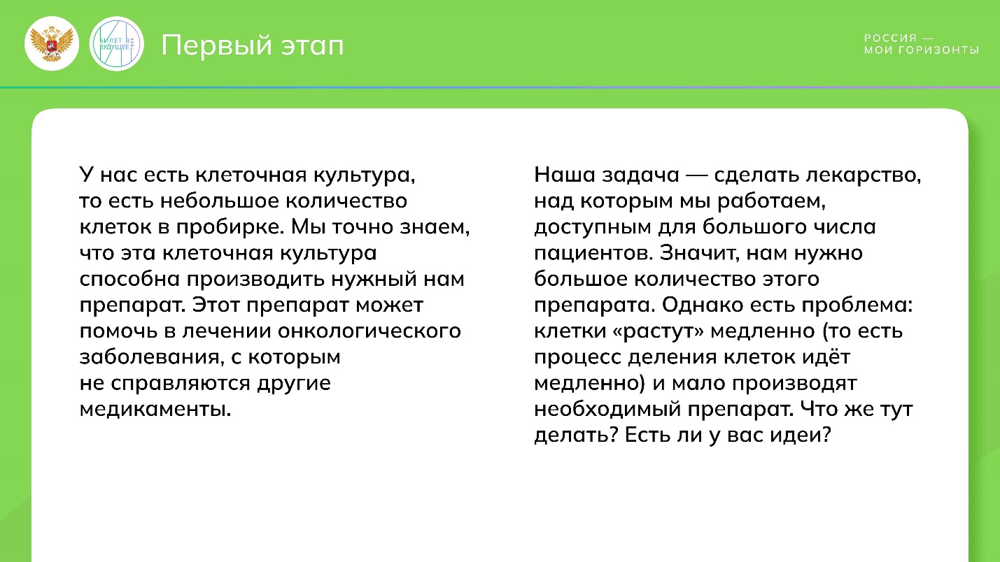 БИЛЕТ В
БУДУЩЕЕ
ТВОЁ
Первый этап
РОССИЯ —
МОИ ГОРИЗОНТЫ
У нас есть клеточная культура,
то есть небольшое количество
клеток в пробирке. Мы точно знаем,
что эта клеточная культура
способна производить нужный нам
препарат. Этот препарат может
помочь в лечении онкологического
заболевания, с которым
не справляются другие
медикаменты.
Наша задача — сделать лекарство,
над которым мы работаем,
доступным для большого числа
пациентов. Значит, нам нужно
большое количество этого
препарата. Однако есть проблема:
клетки «растут» медленно (то есть
процесс деления клеток идёт
медленно) и мало производят
необходимый препарат. Что же тут
делать? Есть ли у вас идеи?